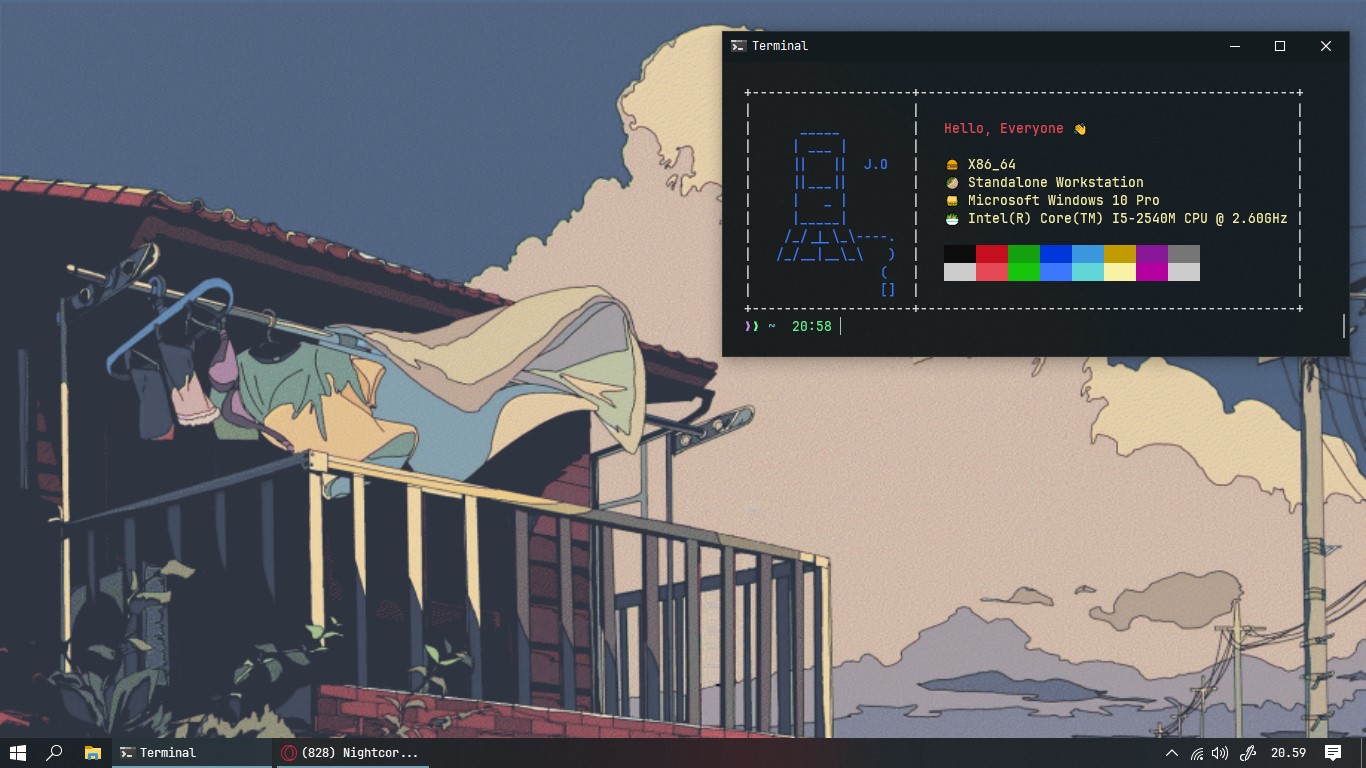 Terminal
Hello, Everyone 👋
J.O
X86_64
Standalone Workstation
Microsoft Windows 10 Pro
Intel(R) Core(TM) I5-2540M CPU @ 2.60GHz
❯❯ ~ 20:58
Terminal
(828) Nightcor...
20.59